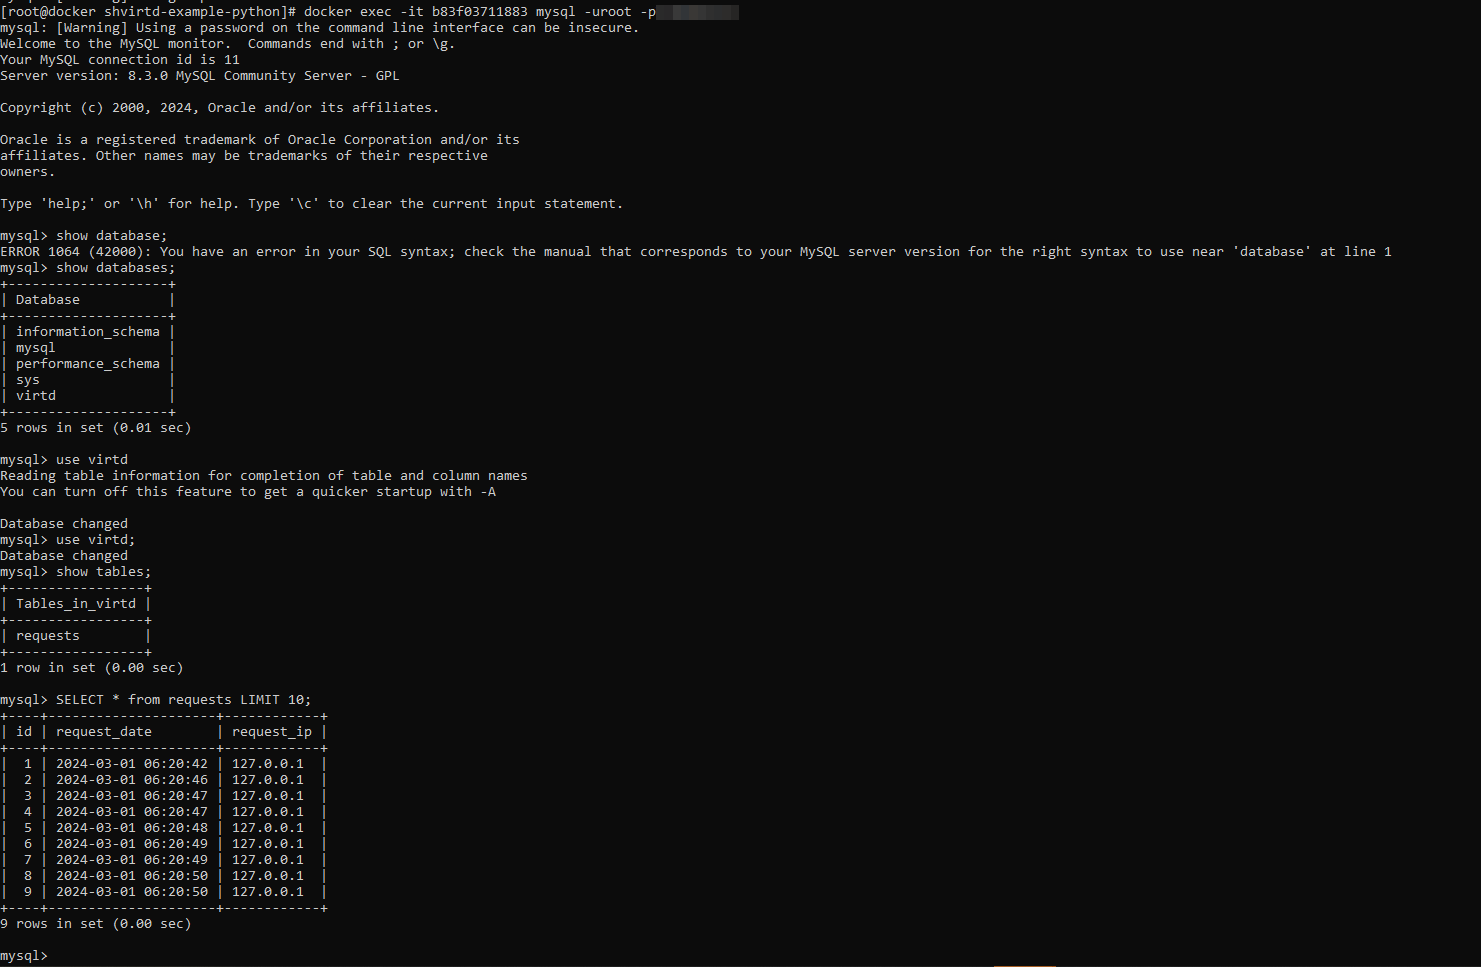 [root@docker shvirtd-example-python]# docker exec -it b83f03711883 mysql -uroot -p
mysql: [Warning] Using a password on the command line interface can be insecure.
Welcome to the MySQL monitor.  Commands end with ; or \g.
Your MySQL connection id is 11
Server version: 8.3.0 MySQL Community Server - GPL

Copyright (c) 2000, 2024, Oracle and/or its affiliates.

Oracle is a registered trademark of Oracle Corporation and/or its
affiliates. Other names may be trademarks of their respective
owners.

Type 'help;' or '\h' for help. Type '\c' to clear the current input statement.

mysql> show database;
ERROR 1064 (42000): You have an error in your SQL syntax; check the manual that corresponds to your MySQL server version for the right syntax to use near 'database' at line 1
mysql> show databases;
+--------------------+
| Database           |
+--------------------+
| information_schema |
| mysql              |
| performance_schema |
| sys                |
| virtd              |
+--------------------+
5 rows in set (0.01 sec)

mysql> use virtd
Reading table information for completion of table and column names
You can turn off this feature to get a quicker startup with -A

Database changed
mysql> use virtd;
Database changed
mysql> show tables;
+-----------------+
| Tables_in_virtd |
+-----------------+
| requests        |
+-----------------+
1 row in set (0.00 sec)

mysql> SELECT * from requests LIMIT 10;
+----+---------------------+------------+
| id | request_date        | request_ip |
+----+---------------------+------------+
|  1 | 2024-03-01 06:20:42 | 127.0.0.1  |
|  2 | 2024-03-01 06:20:46 | 127.0.0.1  |
|  3 | 2024-03-01 06:20:47 | 127.0.0.1  |
|  4 | 2024-03-01 06:20:47 | 127.0.0.1  |
|  5 | 2024-03-01 06:20:48 | 127.0.0.1  |
|  6 | 2024-03-01 06:20:49 | 127.0.0.1  |
|  7 | 2024-03-01 06:20:49 | 127.0.0.1  |
|  8 | 2024-03-01 06:20:50 | 127.0.0.1  |
|  9 | 2024-03-01 06:20:50 | 127.0.0.1  |
+----+---------------------+------------+
9 rows in set (0.00 sec)

mysql>